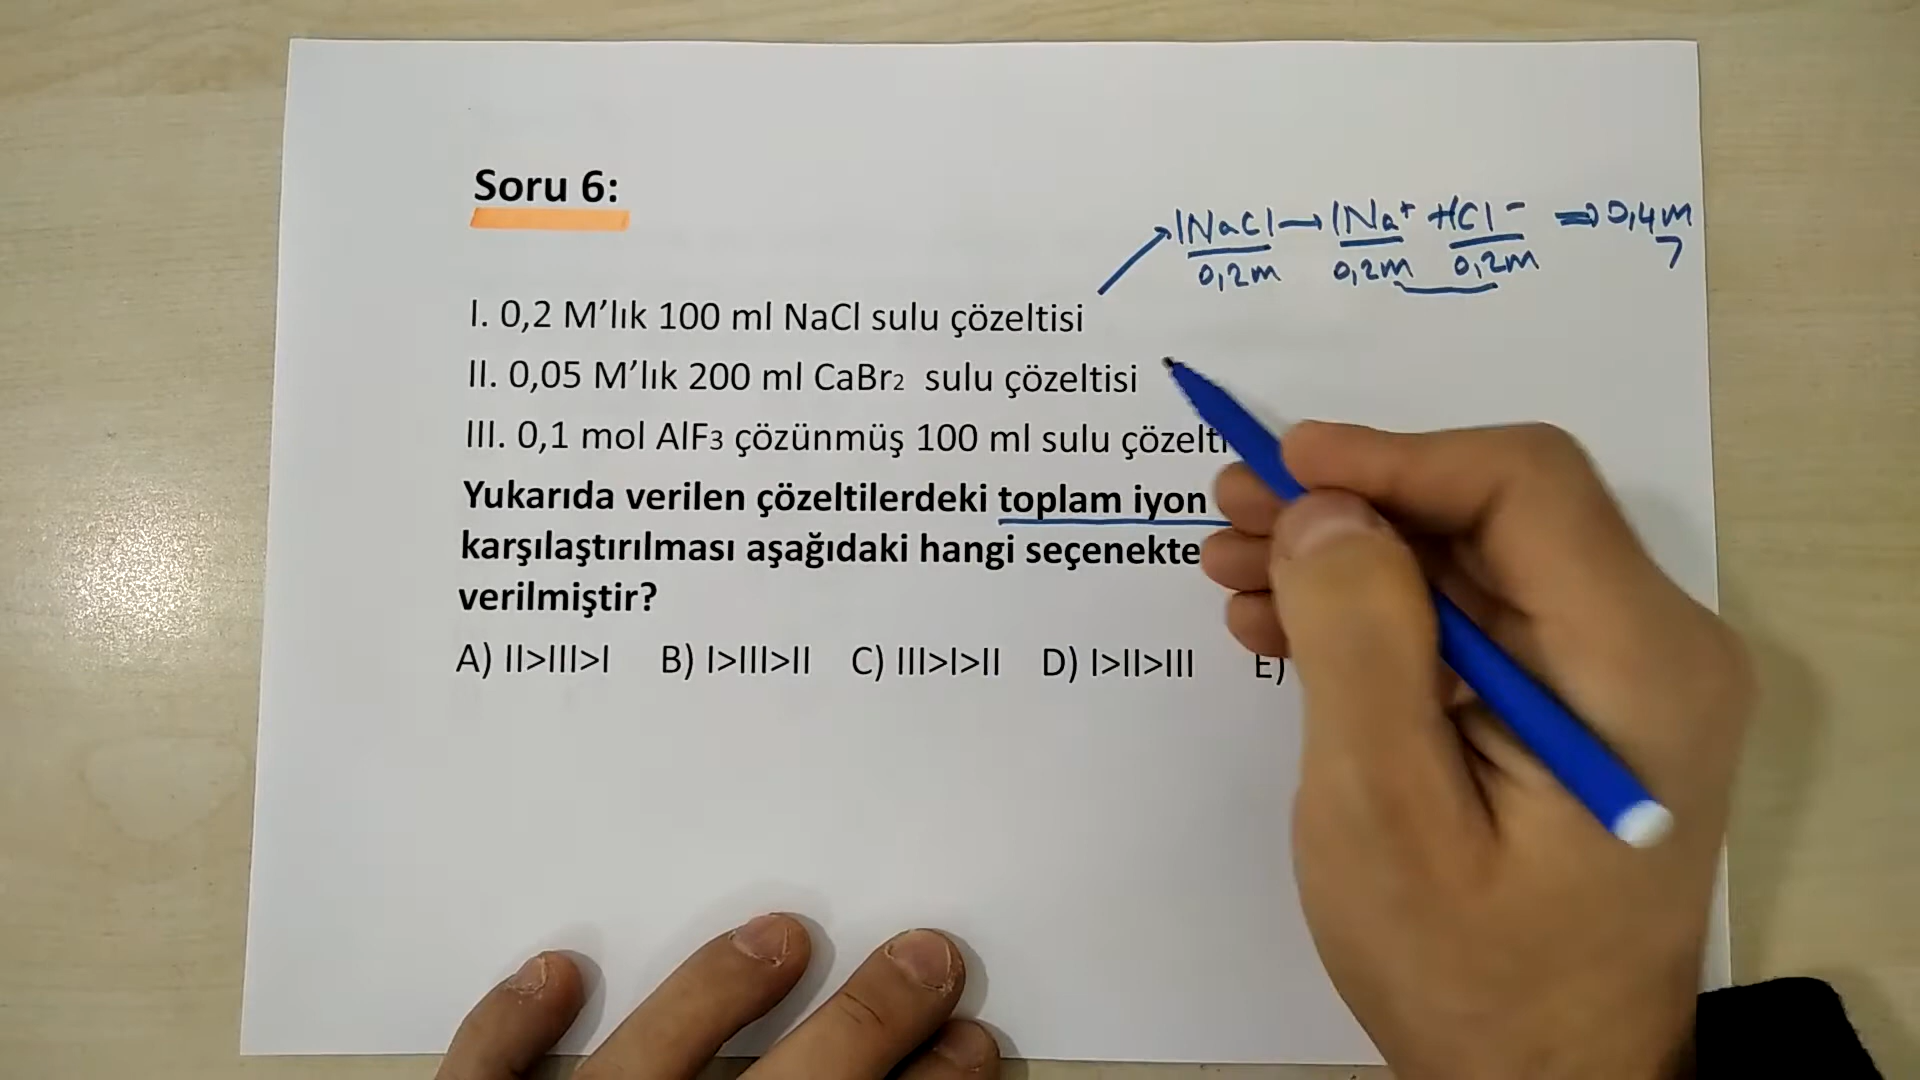 Soru 6:
1NaCl→1Na⁺ +1Cl⁻ ⇒ 0,4M
0,2M 0,2M 0,2M
I. 0,2 M’lık 100 ml NaCl sulu çözeltisi
II. 0,05 M’lık 200 ml CaBr₂ sulu çözeltisi
III. 0,1 mol AlF₃ çözünmüş 100 ml sulu
Yukarıda verilen çözeltilerdeki toplam iyon
karşılaştırılması aşağıdaki hangi seçenekte
verilmiştir?
A) II>III>I B) I>III>II C) III>I>II D) I>II>III E)